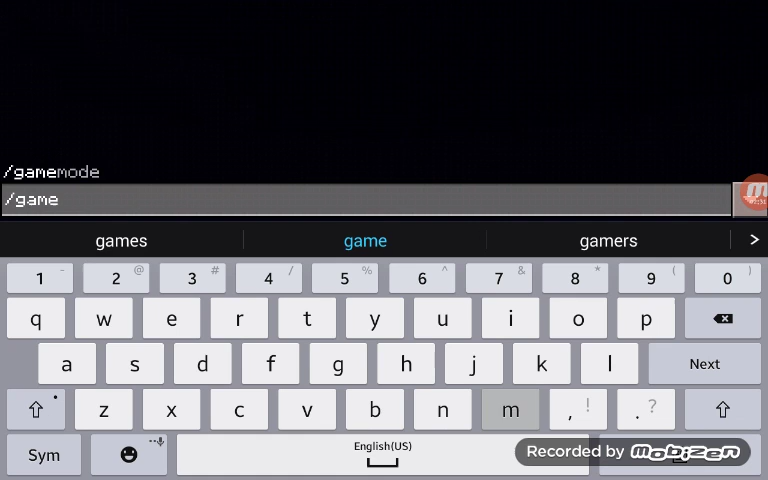 /gamemode
/game
games game gamers >
1 - 2 @ 3 # 4 / 5 % 6 ^ 7 & 8 * 9 ( 0 )
q w e r t y u i o p
a s d f g h j k l Next
z x c v b n m , ! . ?
Sym English(US) Recorded by mobizen